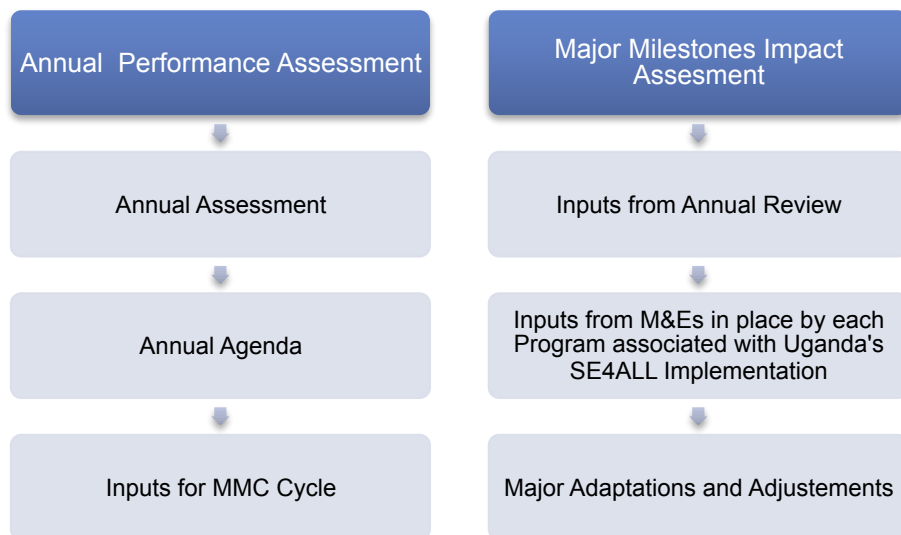 Annual Performance Assessment
Annual Assessment
Annual Agenda
Inputs for MMC Cycle
Major Milestones Impact
Assesment
Inputs from Annual Review
Inputs from M&Es in place by each
Program associated with Uganda's
SE4ALL Implementation
Major Adaptations and Adjustements